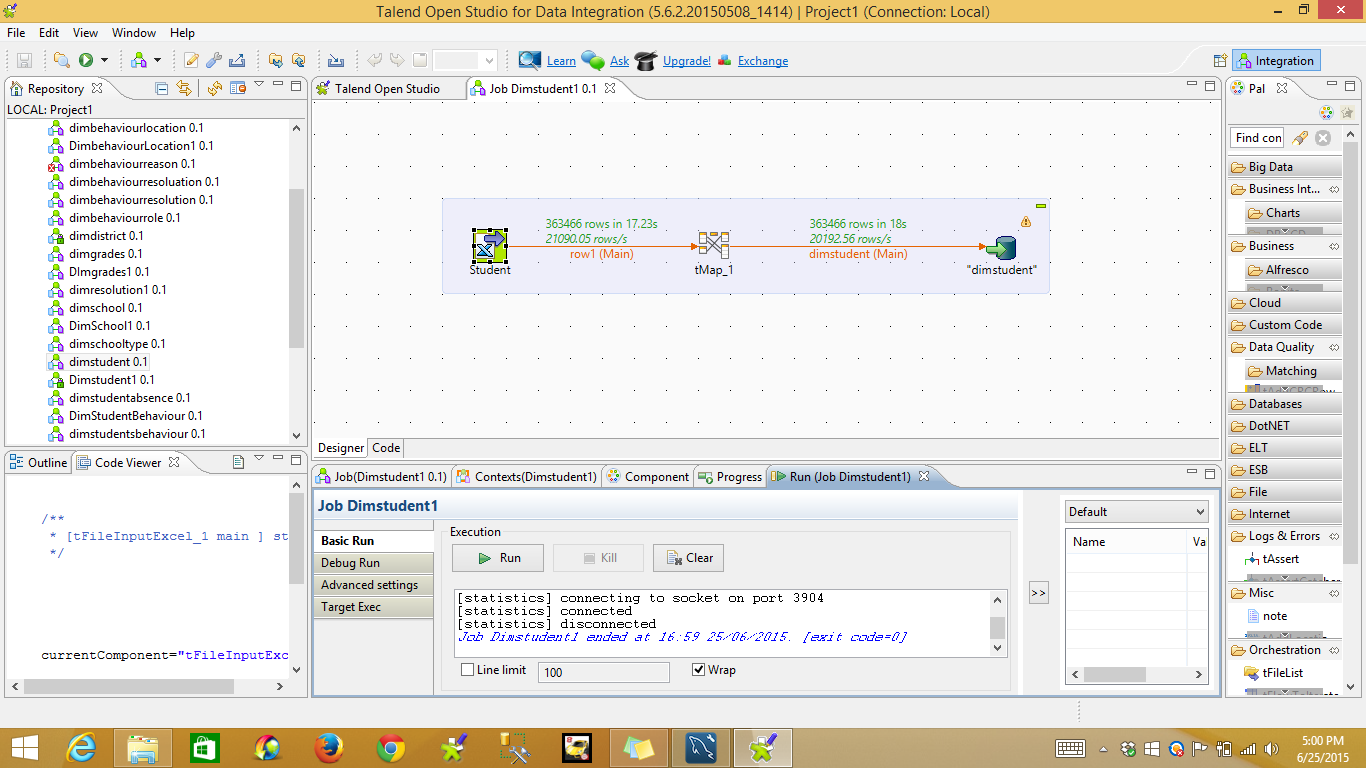 Talend Open Studio for Data Integration (5.6.2.20150508_1414) | Project1 (Connection: Local)
File Edit View Window Help
Learn Ask Upgrade! Exchange Integration
Repository
LOCAL: Project1
dimbehaviourlocation 0.1
DimbehaviourLocation1 0.1
dimbehaviourreason 0.1
dimbehaviourresoluation 0.1
dimbehaviourresolution 0.1
dimbehaviourrole 0.1
dimdistrict 0.1
dimgrades 0.1
DImgrades1 0.1
dimresolution1 0.1
dimschool 0.1
DimSchool1 0.1
dimschooltype 0.1
dimstudent 0.1
Dimstudent1 0.1
dimstudentabsence 0.1
DimStudentBehaviour 0.1
dimstudentsbehaviour 0.1
Talend Open Studio Job Dimstudent1 0.1
363466 rows in 17.23s
21090.05 rows/s
row1 (Main)
363466 rows in 18s
20192.56 rows/s
dimstudent (Main)
Student tMap_1 "dimstudent"
Designer Code
Pal
Find con
Big Data
Business Int...
Charts
Business
Alfresco
Cloud
Custom Code
Data Quality
Matching
Databases
DotNET
ELT
ESB
File
Internet
Logs & Errors
tAssert
Misc
note
Orchestration
tFileList
Outline Code Viewer
/**
* [tFileInputExcel_1 main ] st
*/
currentComponent="tFileInputExc
Job(Dimstudent1 0.1) Contexts(Dimstudent1) Component Progress Run (Job Dimstudent1)
Job Dimstudent1
Basic Run
Debug Run
Advanced settings
Target Exec
Execution
Run Kill Clear
[statistics] connecting to socket on port 3904
[statistics] connected
[statistics] disconnected
Job Dimstudent1 ended at 16:59 25/06/2015. [exit code=0]
Line limit 100 Wrap
>>
Default
Name Va
5:00 PM
6/25/2015